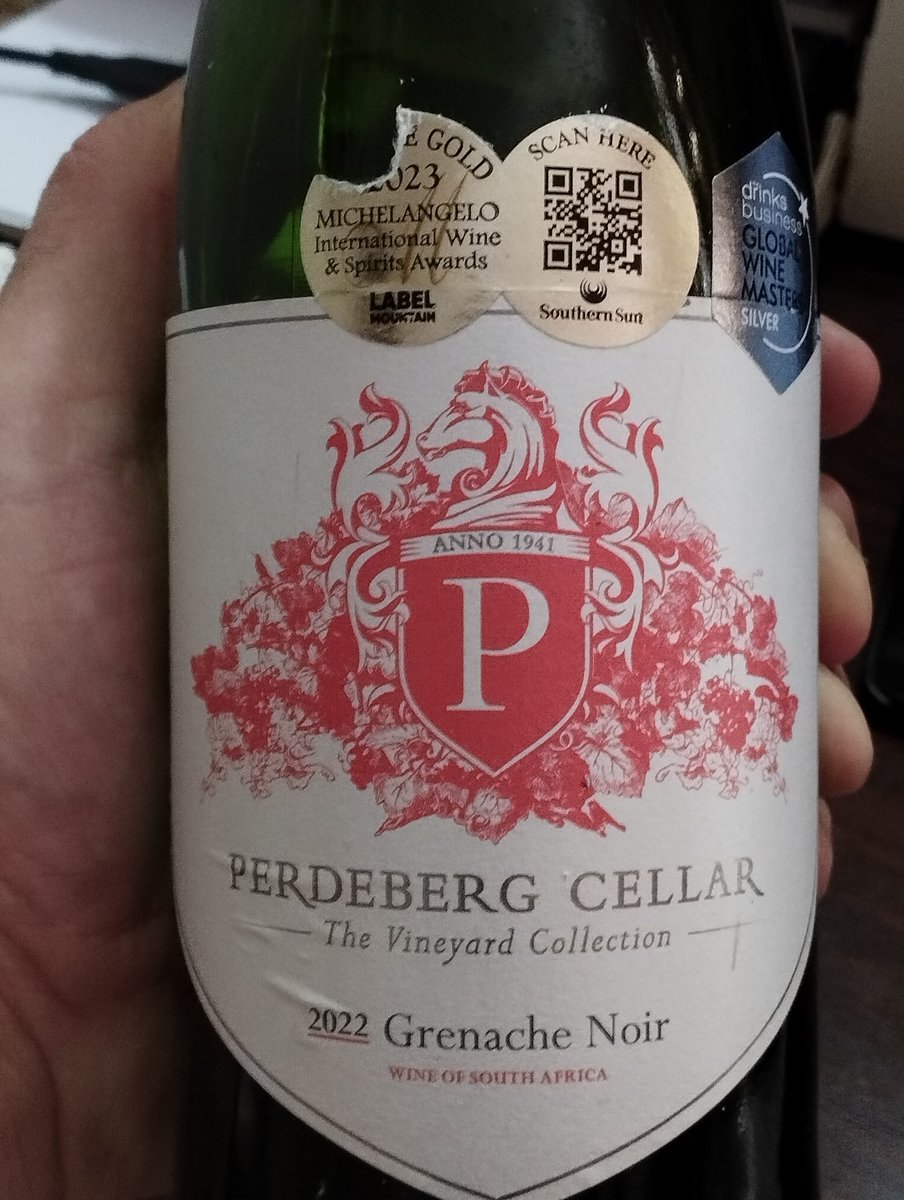 GOLD
2023
MICHELANGELO
International Wine
& Spirits Awards
LABEL
MOUNTAIN
SCAN HERE
Southern Sun
drinks
business
GLOBAL
WINE
MASTERS
SILVER
ANNO 1941
P
PERDEBERG CELLAR
The Vineyard Collection
2022 Grenache Noir
WINE OF SOUTH AFRICA